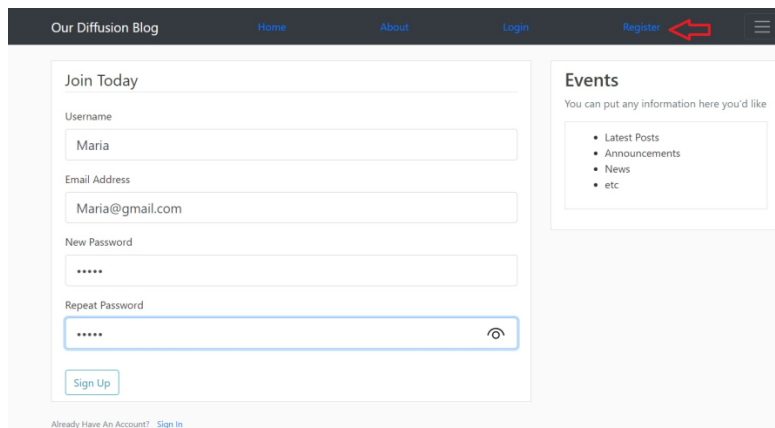 Our Diffusion Blog Home About Login Register
Join Today
Username
Maria
Email Address
Maria@gmail.com
New Password
•••••
Repeat Password
•••••
Sign Up
Already Have An Account? Sign In
Events
You can put any information here you'd like
• Latest Posts
• Announcements
• News
• etc